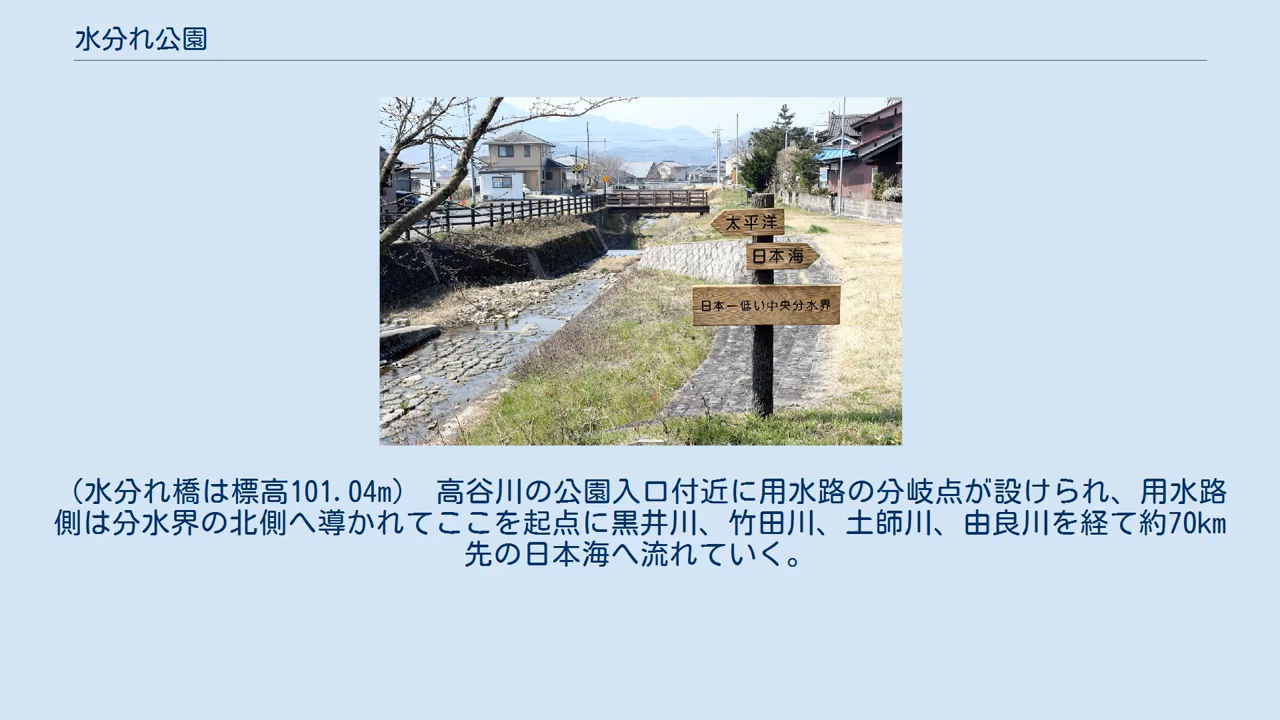 水分れ公園
太平洋
日本海
日本一低い中央分水界
（水分れ橋は標高101.04m）　高谷川の公園入口付近に用水路の分岐点が設けられ、用水路
側は分水界の北側へ導かれてここを起点に黒井川、竹田川、土師川、由良川を経て約70km
先の日本海へ流れていく。